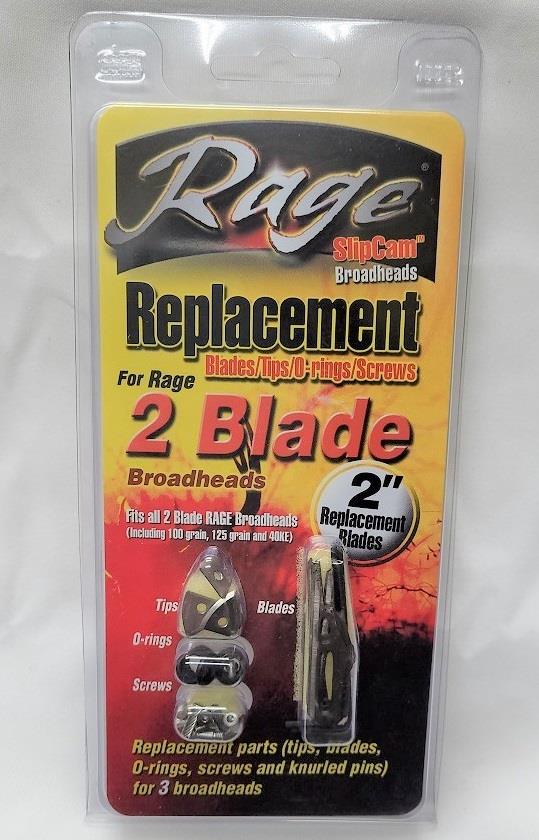 Rage®
SlipCam™
Broadheads
Replacement
Blades/Tips/O-rings/Screws
For Rage
2 Blade
Broadheads
2"
Replacement
Blades
Fits all 2 Blade RAGE Broadheads
(Including 100 grain, 125 grain and 40KE)
Tips
Blades
O-rings
Screws
Replacement parts (tips, blades,
O-rings, screws and knurled pins)
for 3 broadheads